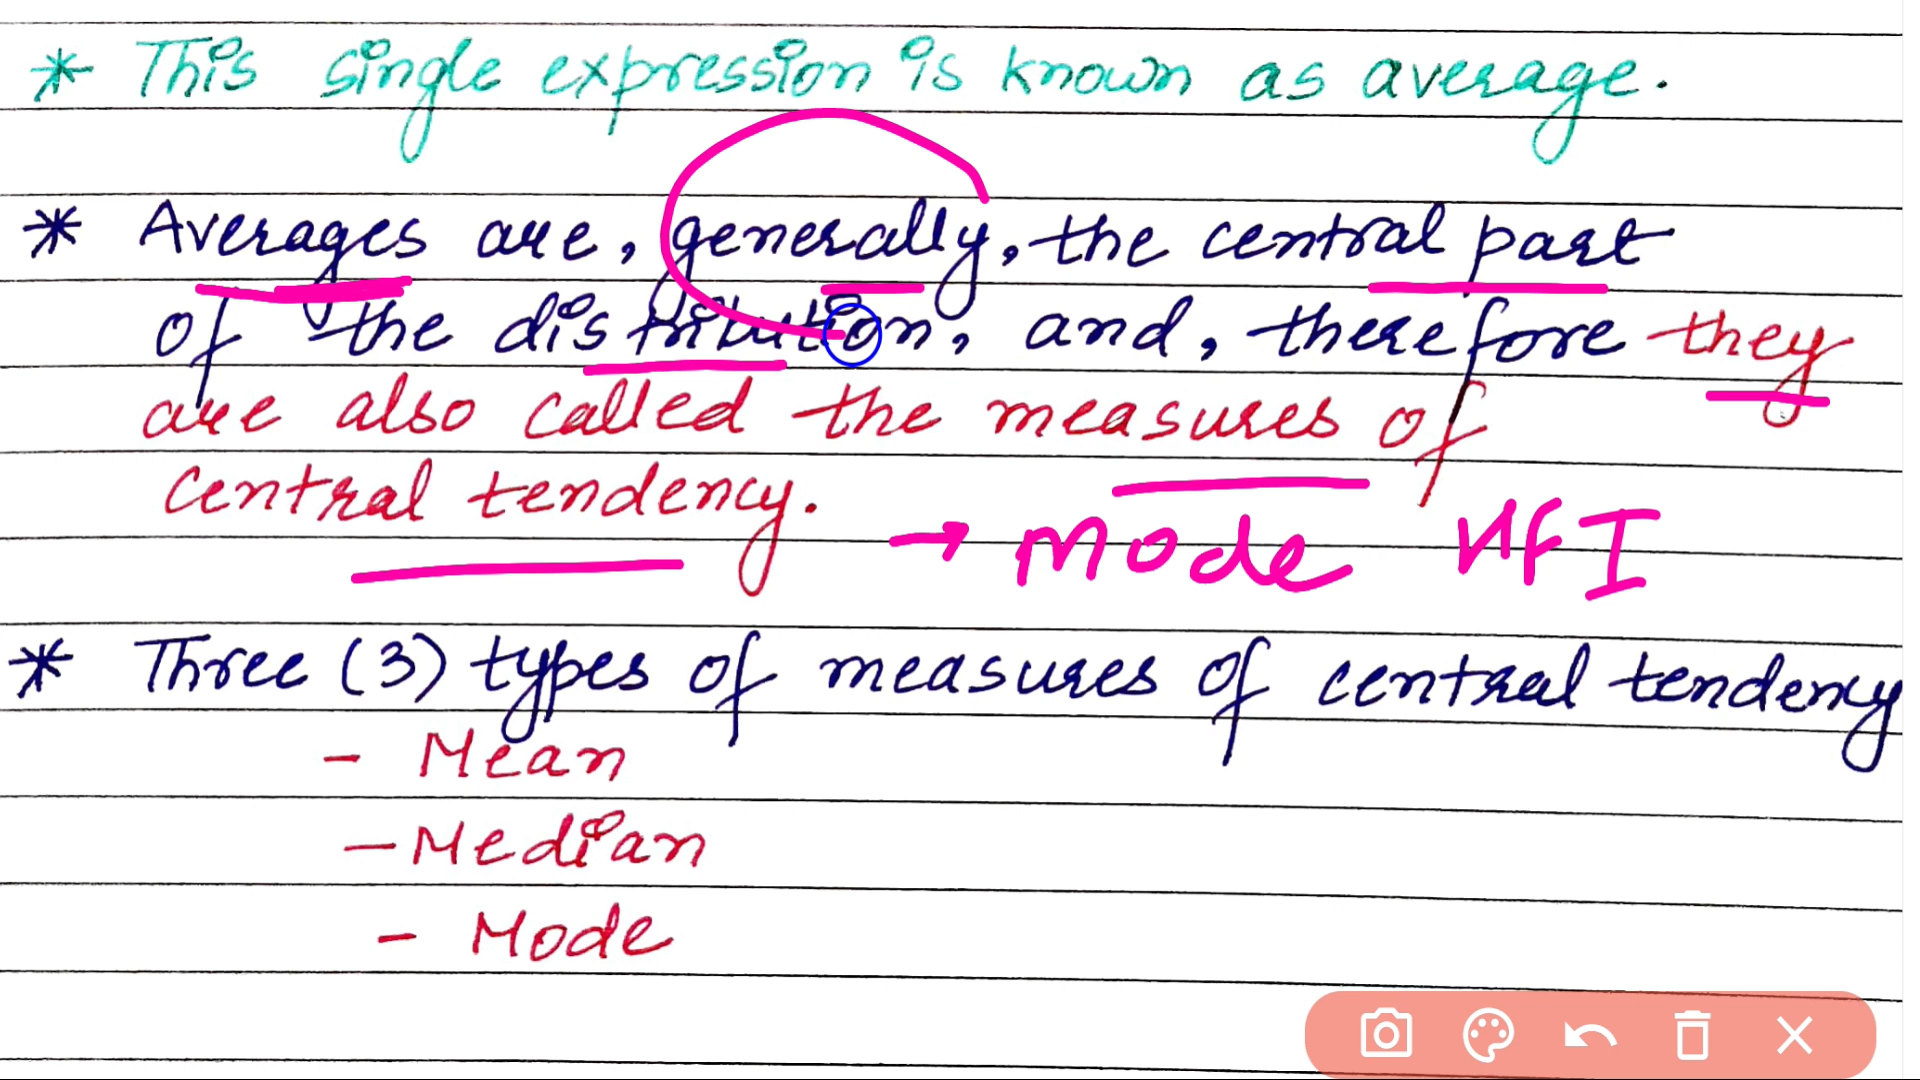 * This single expression is known as average.
* Averages are, generally, the central part
of the distribution, and, therefore they
are also called the measures of
central tendency.
→ Mode
* Three (3) types of measures of central tendency
- Mean
- Median
- Mode